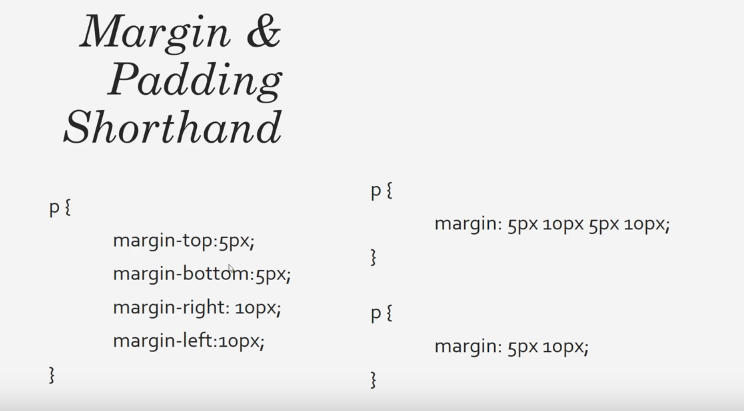 Margin &
Padding
Shorthand
p {
margin-top:5px;
margin-bottom:5px;
margin-right: 10px;
margin-left:10px;
}
p {
margin: 5px 10px 5px 10px;
}
p {
margin: 5px 10px;
}